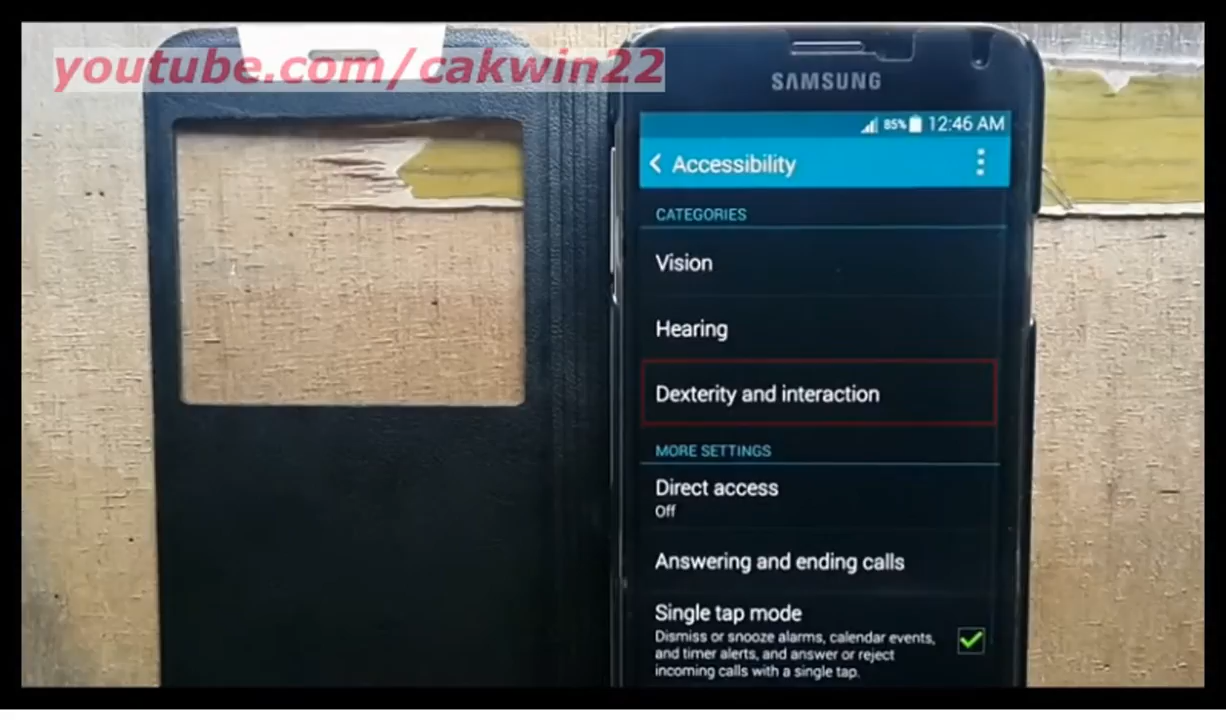 youtube.com/cakwin22
SAMSUNG
85% 12:46 AM
Accessibility
CATEGORIES
Vision
Hearing
Dexterity and interaction
MORE SETTINGS
Direct access
Off
Answering and ending calls
Single tap mode
Dismiss or snooze alarms, calendar events,
and timer alerts, and answer or reject
incoming calls with a single tap.